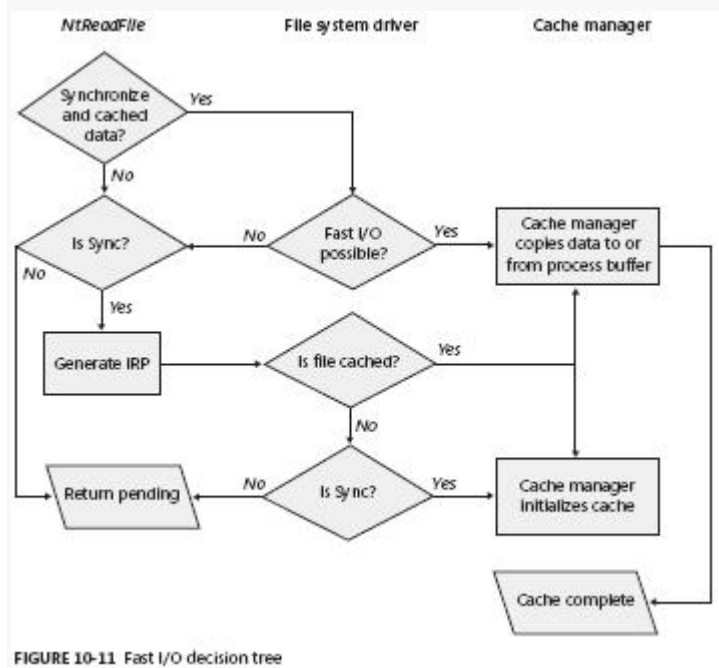 NtReadFile
File system driver
Cache manager
Synchronize
and cached
data?
Yes
No
Is Sync?
No
Fast I/O
possible?
Yes
Cache manager
copies data to or
from process buffer
No
Yes
Generate IRP
Is file cached?
Yes
No
Return pending
No
Is Sync?
Yes
Cache manager
initializes cache
Cache complete
FIGURE 10-11 Fast I/O decision tree